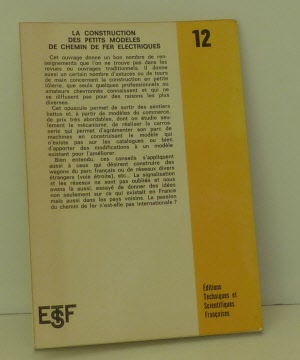 LA CONSTRUCTION
DES PETITS MODELES
DE CHEMIN DE FER ELECTRIQUES
Cet ouvrage donne un bon nombre de ren-
seignements que l'on ne trouve pas dans les
revues ou ouvrages traditionnels. Il donne
aussi un certain nombre d'astuces ou de tours
de main concernant la construction en petite
tôlerie, que seuls quelques professionnels ou
amateurs chevronnés connaissent et qui ne
se diffusent pas pour des raisons les plus
diverses.
Cet opuscule permet de sortir des sentiers
battus et, à partir de modèles du commerce,
de prix très abordables, dont on étudie seu-
lement le mécanisme, de réaliser la carros-
serie qui permet d'agrémenter son parc de
machines en construisant le modèle qui
n'existe pas sur les catalogues ou bien
d'apporter des modifications à un modèle
existant pour l'améliorer.
Bien entendu, ces conseils s'appliquent
aussi à ceux qui désirent construire des
wagons du parc français ou de réseaux divers
étrangers (voie étroite), etc... La signalisation
et les réseaux ne sont pas oubliés et nous
avons là aussi, essayé de donner des idées
non seulement sur ce qui existait en France
mais aussi dans les pays voisins. La passion
du chemin de fer n'est-elle pas internationale ?
12
ETSF
Éditions
Techniques et
Scientifiques
Françaises